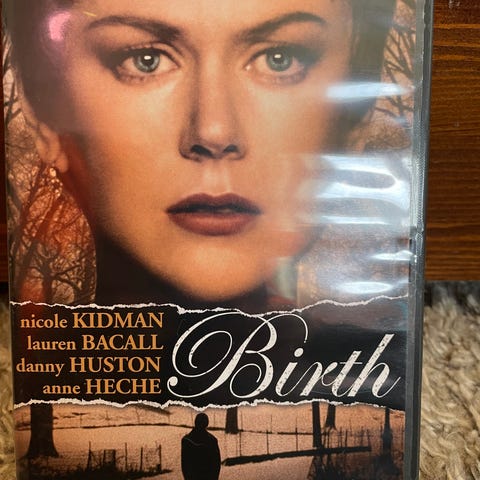 nicole KIDMAN
lauren BACALL
danny HUSTON
anne HECHE
Birth